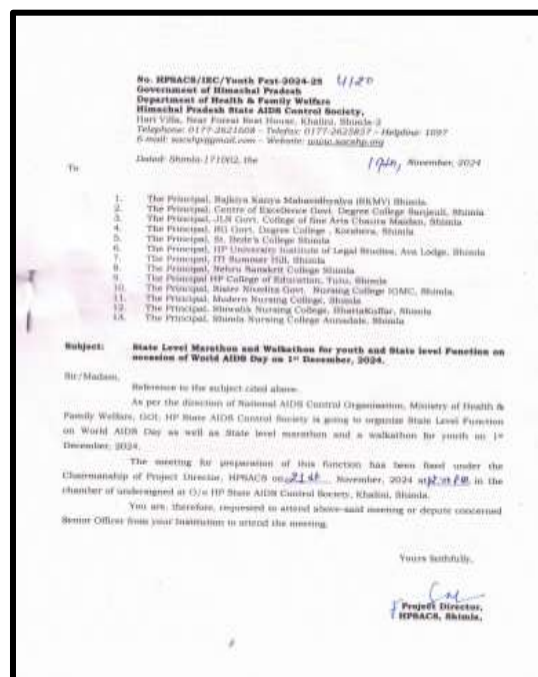 No. HPSACS/IEC/Youth Fest-2024-25 4120
Government of Himachal Pradesh
Department of Health & Family Welfare
Himachal Pradesh State AIDS Control Society,
Hari Villa, Near Forest Rest House, Khalini, Shimla-2
Telephone: 0177-2621608 - Telefax: 0177-2625857 - Helpline: 1097
E-mail: sacshp@gmail.com - Website: www.sacshp.org
Dated: Shimla-171002, the 19th, November, 2024
To
1. The Principal, Rajkiya Kanya Mahavidhyalya (RKMV) Shimla.
2. The Principal, Centre of Excellence Govt. Degree College Sanjauli, Shimla
3. The Principal, JLN Govt. College of fine Arts Chaura Maidan, Shimla
4. The Principal, RG Govt. Degree College , Kotshera, Shimla
5. The Principal, St. Bede's College Shimla
6. The Principal, HP University Institute of Legal Studies, Ava Lodge, Shimla
7. The Principal, ITI Summer Hill, Shimla
8. The Principal, Nehru Sanskrit College Shimla
9. The Principal HP College of Education, Tutu, Shimla
10. The Principal, Sister Nivedita Govt. Nursing College IGMC, Shimla.
11. The Principal, Modern Nursing College, Shimla
12. The Principal, Shivalik Nursing College, BhattaKuffar, Shimla
13. The Principal, Shimla Nursing College Annadale, Shimla
Subject: State Level Marathon and Walkathon for youth and State level Function on
occasion of World AIDS Day on 1st December, 2024.
Sir/Madam,
Reference to the subject cited above.
As per the direction of National AIDS Control Organisation, Ministry of Health &
Family Welfare, GOI, HP State AIDS Control Society is going to organize State Level Function
on World AIDS Day as well as State level marathon and a walkathon for youth on 1st
December, 2024.
The meeting for preparation of this function has been fixed under the
Chairmanship of Project Director, HPSACS on 21st November, 2024 at PM in the
chamber of undersigned at O/o HP State AIDS Control Society, Khalini, Shimla.
You are, therefore, requested to attend above-said meeting or depute concerned
Senior Officer from your Institution to attend the meeting.
Yours faithfully,
Project Director,
HPSACS, Shimla,